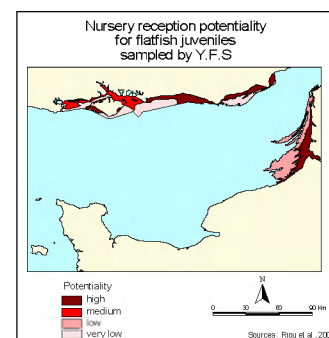 Nursery reception potentiality
for flatfish juveniles
sampled by Y.F.S
N
Potentiality
high
medium
low
very low
0 30 60 90 Km
Sources: Riou et al., 200